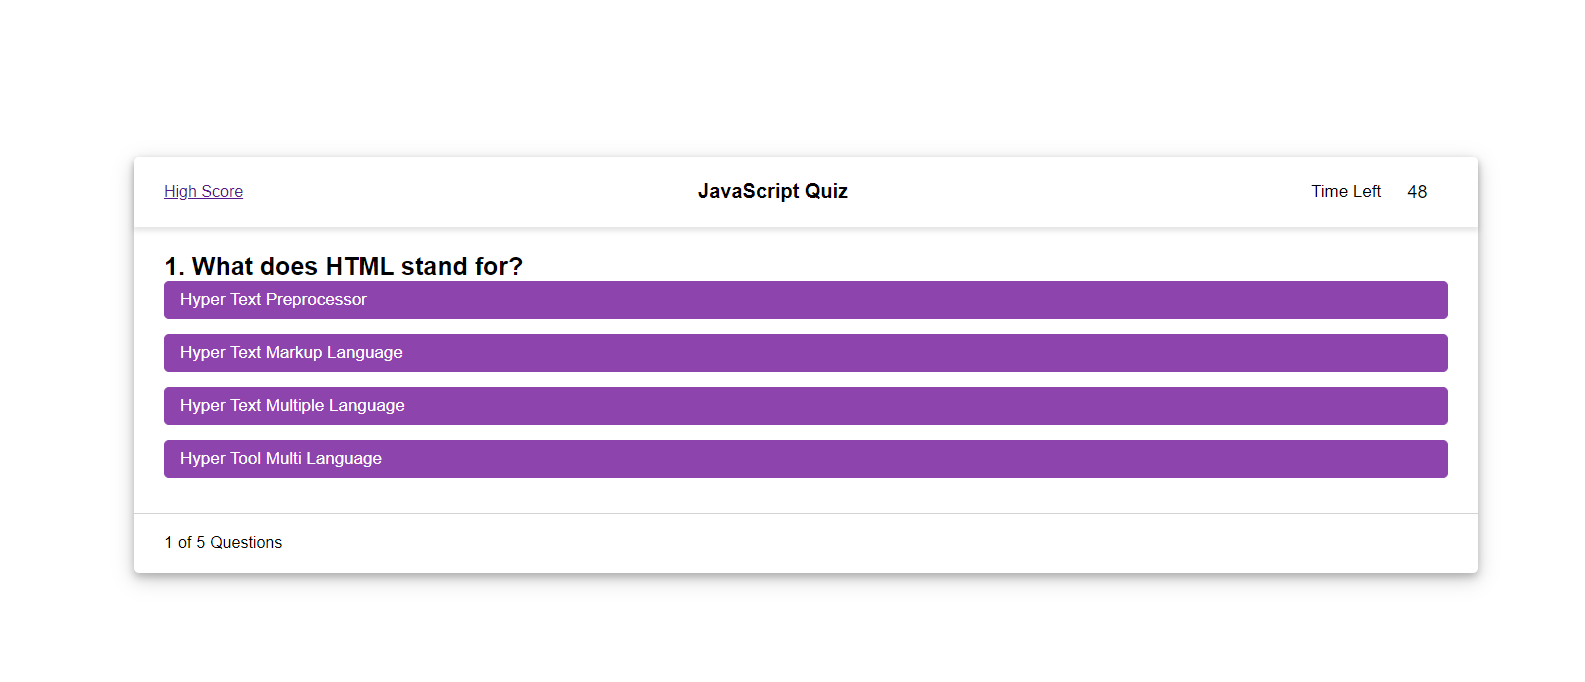 High Score
JavaScript Quiz
Time Left 48
1. What does HTML stand for?
Hyper Text Preprocessor
Hyper Text Markup Language
Hyper Text Multiple Language
Hyper Tool Multi Language
1 of 5 Questions